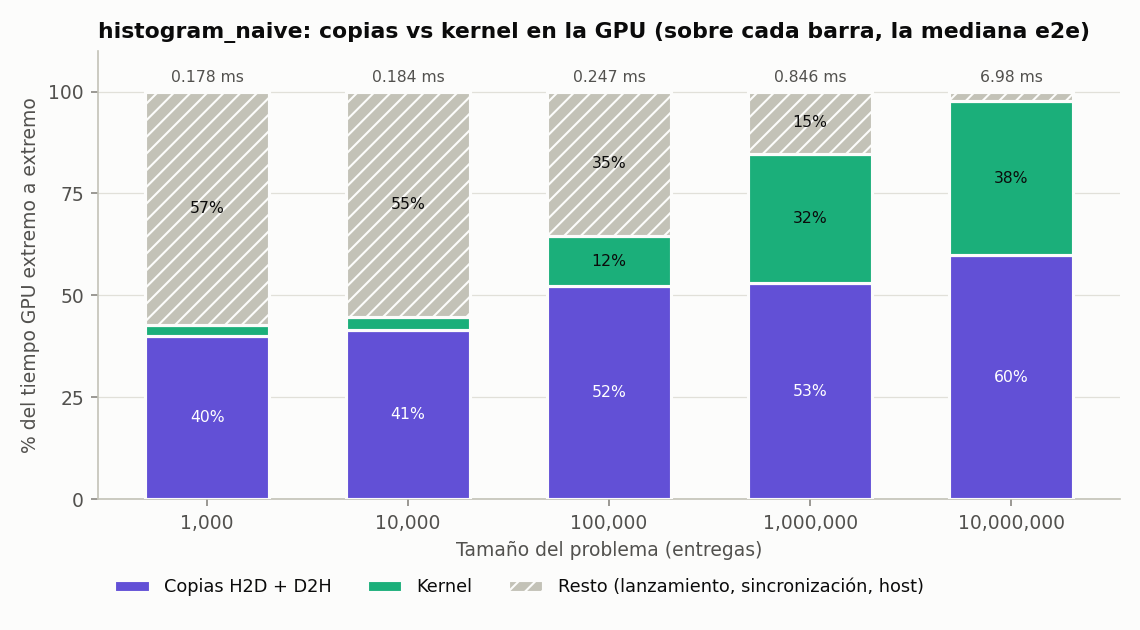 histogram_naive: copias vs kernel en la GPU (sobre cada barra, la mediana e2e)
0.178 ms 0.184 ms 0.247 ms 0.846 ms 6.98 ms
% del tiempo GPU extremo a extremo
100
75
50
25
0
57% 55% 35% 15%
12% 32% 38%
40% 41% 52% 53% 60%
1,000 10,000 100,000 1,000,000 10,000,000
Tamaño del problema (entregas)
Copias H2D + D2H Kernel Resto (lanzamiento, sincronización, host)